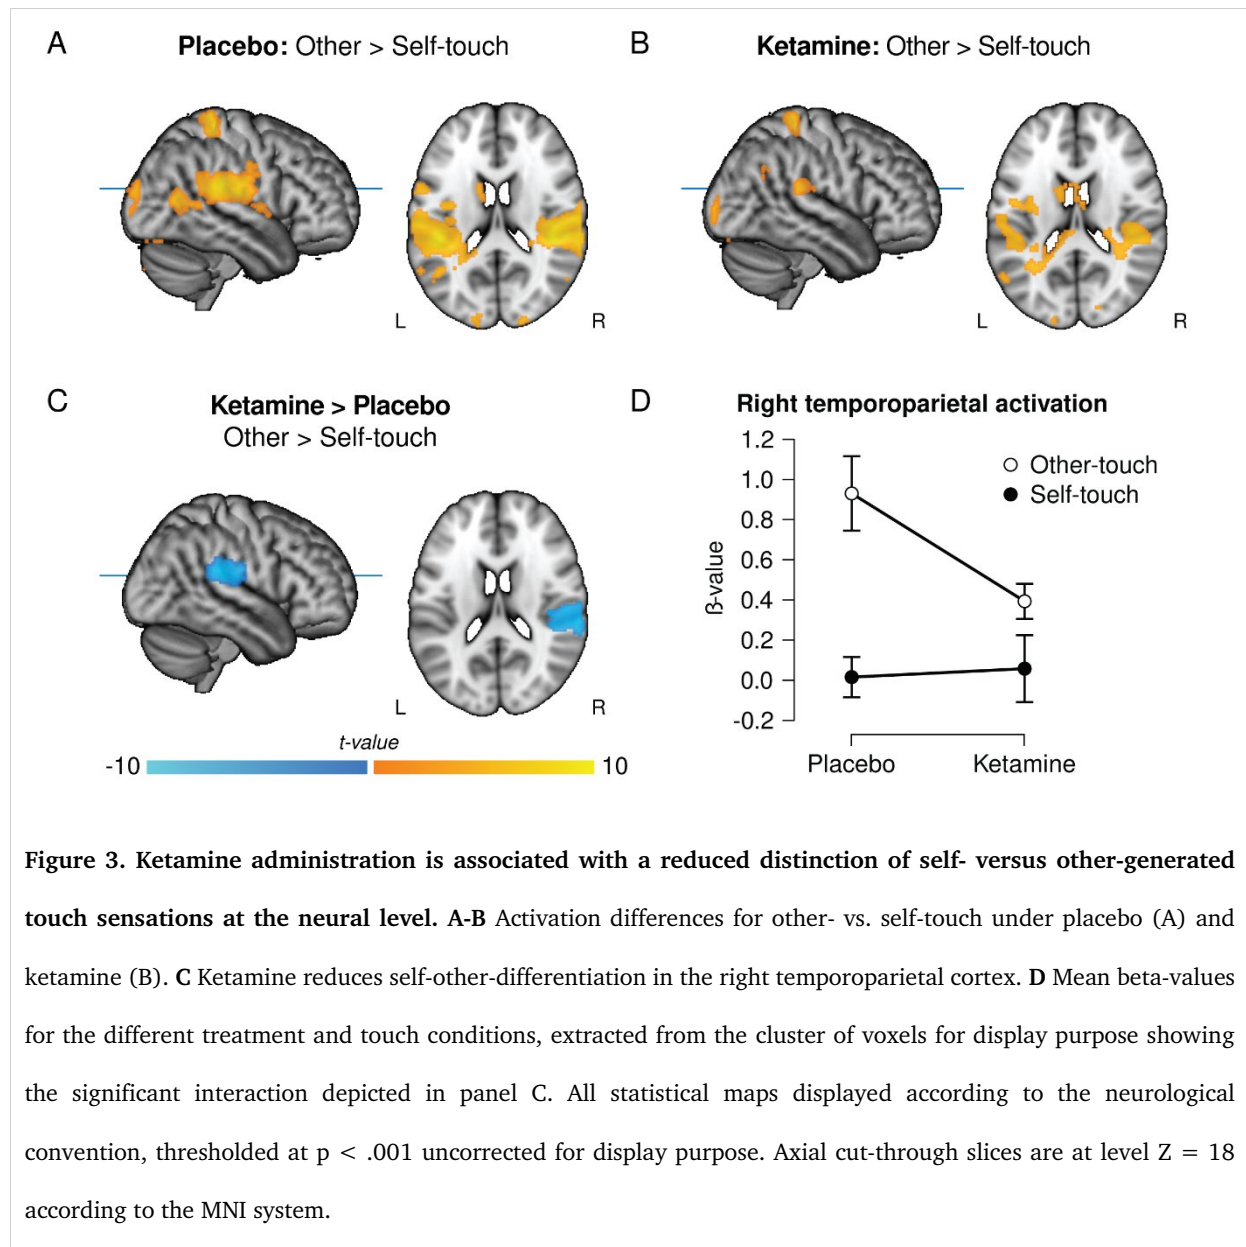 A
Placebo: Other > Self-touch
L
R
B
Ketamine: Other > Self-touch
L
R
C
Ketamine > Placebo
Other > Self-touch
L
R
t-value
-10
10
D
Right temporoparietal activation
1.2
1.0
0.8
0.6
0.4
0.2
0.0
-0.2
ß-value
Other-touch
Self-touch
Placebo
Ketamine
Figure 3. Ketamine administration is associated with a reduced distinction of self- versus other-generated
touch sensations at the neural level. A-B Activation differences for other- vs. self-touch under placebo (A) and
ketamine (B). C Ketamine reduces self-other-differentiation in the right temporoparietal cortex. D Mean beta-values
for the different treatment and touch conditions, extracted from the cluster of voxels for display purpose showing
the significant interaction depicted in panel C. All statistical maps displayed according to the neurological
convention, thresholded at p < .001 uncorrected for display purpose. Axial cut-through slices are at level Z = 18
according to the MNI system.